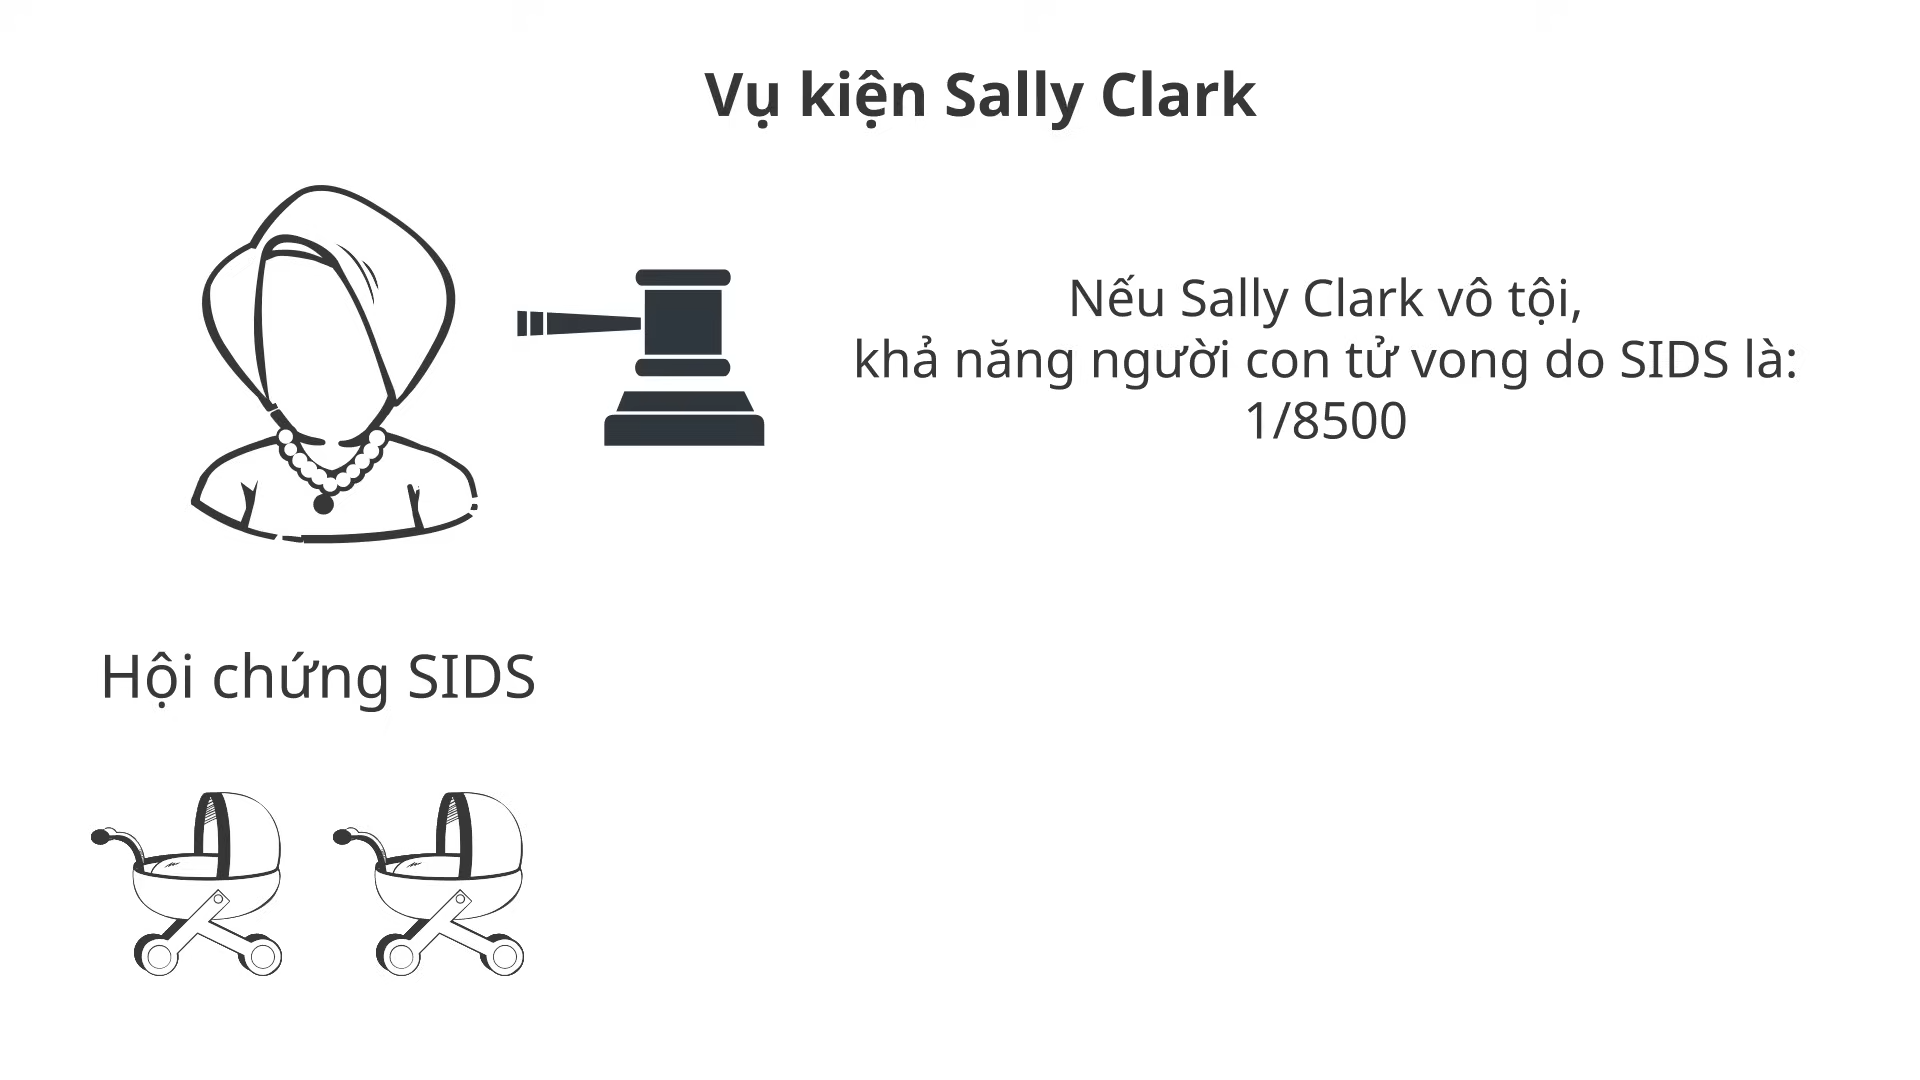 Vụ kiện Sally Clark
Nếu Sally Clark vô tội,
khả năng người con tử vong do SIDS là:
1/8500
Hội chứng SIDS